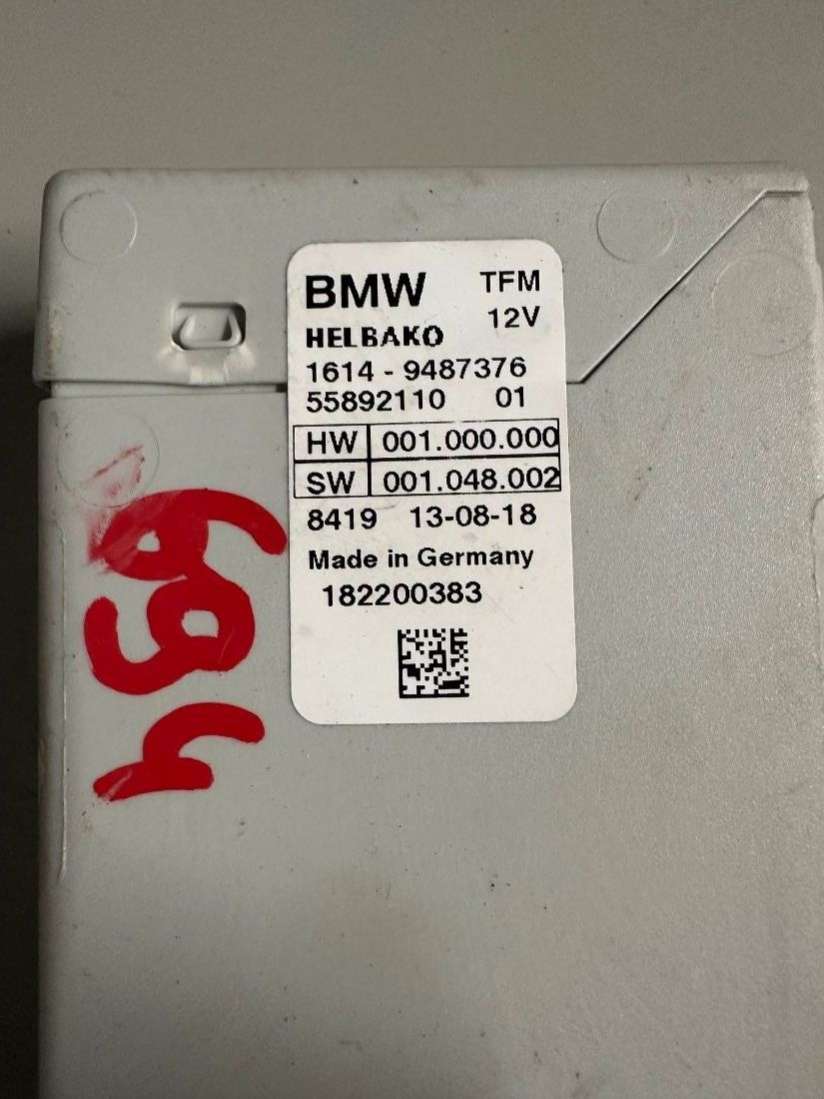 BMW TFM
12V
HELBAKO
1614 - 9487376
55892110 01
HW 001.000.000
SW 001.048.002
8419 13-08-18
Made in Germany
182200383
694